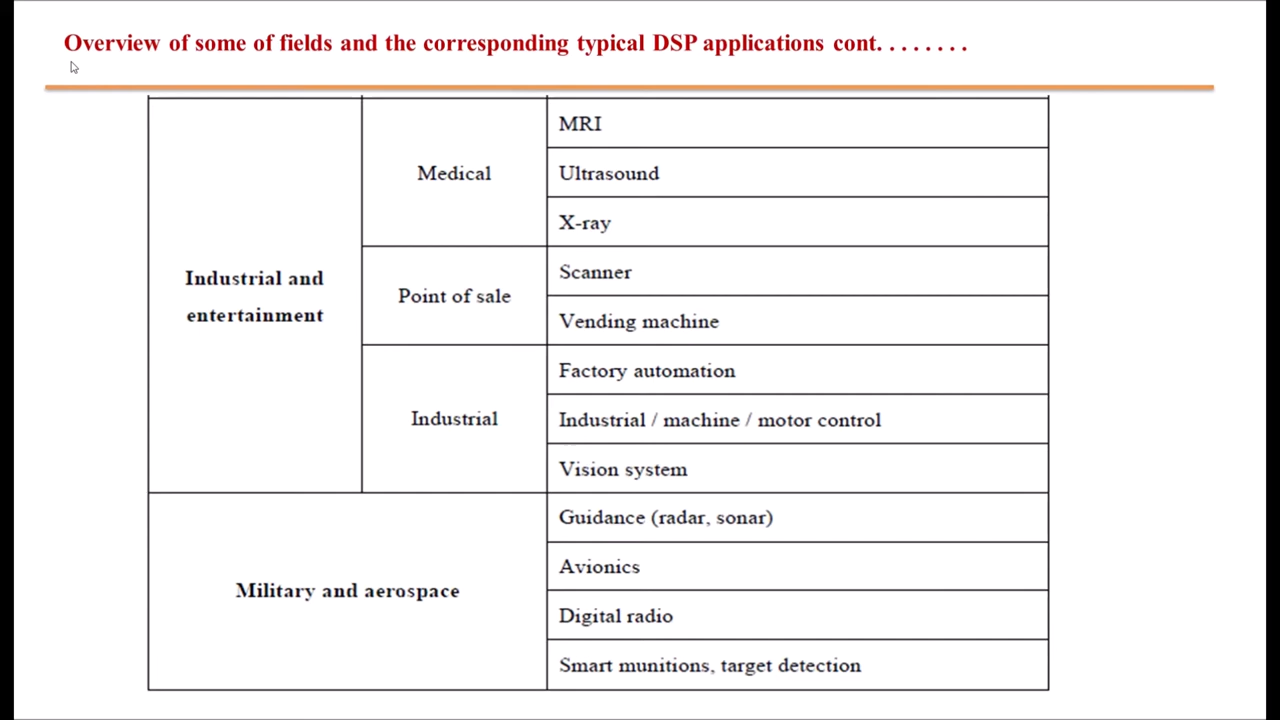 Overview of some of fields and the corresponding typical DSP applications cont. . . . . . . .
Industrial and
entertainment
Medical
MRI
Ultrasound
X-ray
Point of sale
Scanner
Vending machine
Industrial
Factory automation
Industrial / machine / motor control
Vision system
Military and aerospace
Guidance (radar, sonar)
Avionics
Digital radio
Smart munitions, target detection